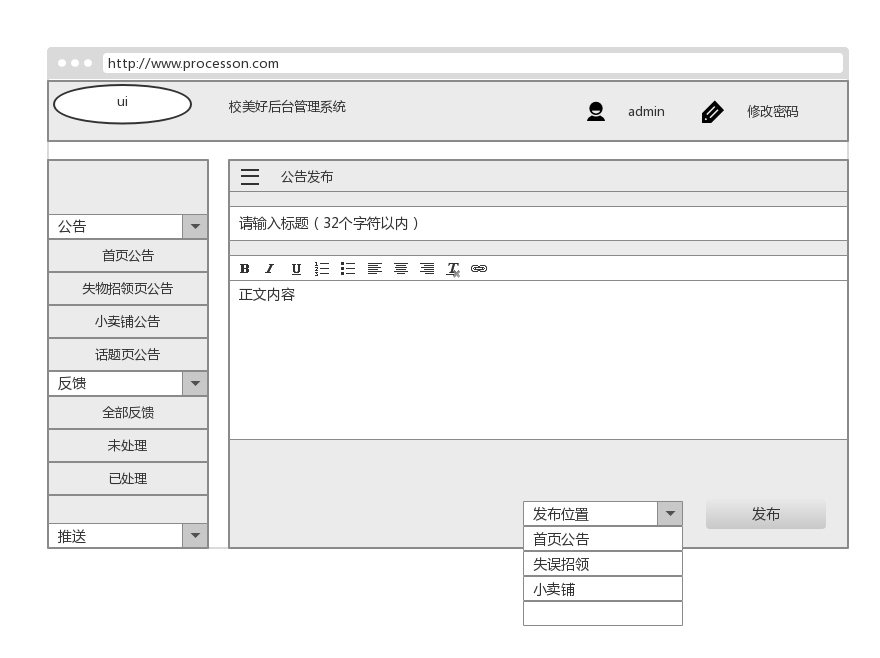 http://www.processon.com
ui
校美好后台管理系统
admin
修改密码
公告
首页公告
失物招领页公告
小卖铺公告
话题页公告
反馈
全部反馈
未处理
已处理
推送
公告发布
请输入标题（32个字符以内）
B I U T
正文内容
发布位置
发布
首页公告
失误招领
小卖铺